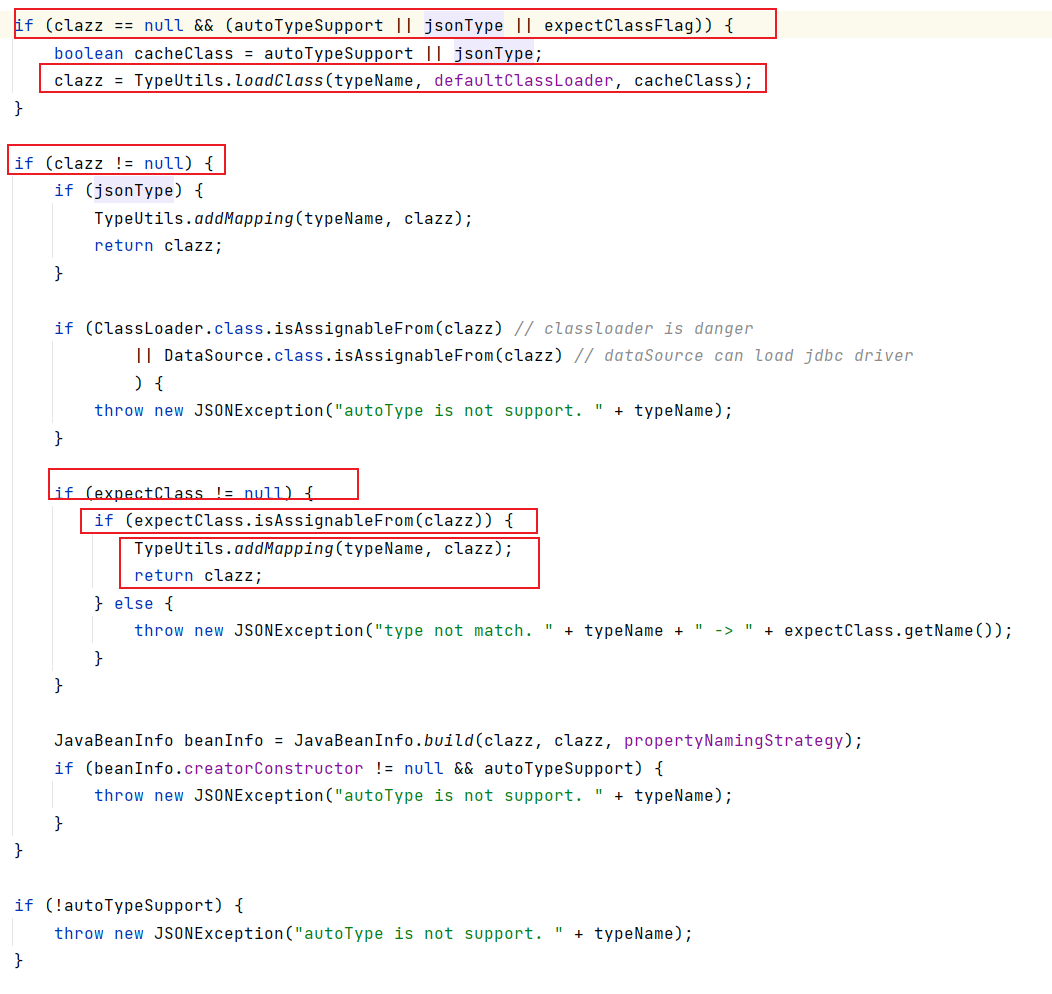 if (clazz == null && (autoTypeSupport || jsonType || expectClassFlag)) {
    boolean cacheClass = autoTypeSupport || jsonType;
    clazz = TypeUtils.loadClass(typeName, defaultClassLoader, cacheClass);
}
if (clazz != null) {
    if (jsonType) {
        TypeUtils.addMapping(typeName, clazz);
        return clazz;
    }
    if (ClassLoader.class.isAssignableFrom(clazz) // classloader is danger
            || DataSource.class.isAssignableFrom(clazz) // dataSource can load jdbc driver
            ) {
        throw new JSONException("autoType is not support. " + typeName);
    }
    if (expectClass != null) {
        if (expectClass.isAssignableFrom(clazz)) {
            TypeUtils.addMapping(typeName, clazz);
            return clazz;
        } else {
            throw new JSONException("type not match. " + typeName + " -> " + expectClass.getName());
        }
    }
    JavaBeanInfo beanInfo = JavaBeanInfo.build(clazz, clazz, propertyNamingStrategy);
    if (beanInfo.creatorConstructor != null && autoTypeSupport) {
        throw new JSONException("autoType is not support. " + typeName);
    }
}
if (!autoTypeSupport) {
    throw new JSONException("autoType is not support. " + typeName);
}